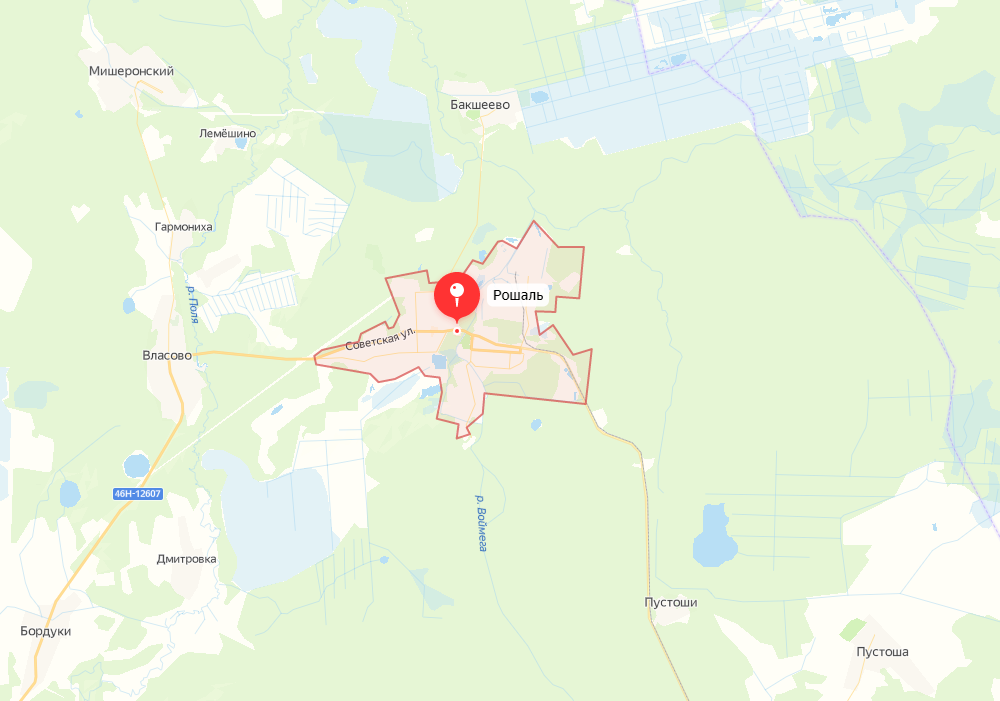 Мишеронский
Бакшеево
Лемёшино
Гармониха
Рошаль
р. Поля
Советская ул.
Власово
46Н-12607
р. Воймега
Дмитровка
Пустоши
Бордуки
Пустоша